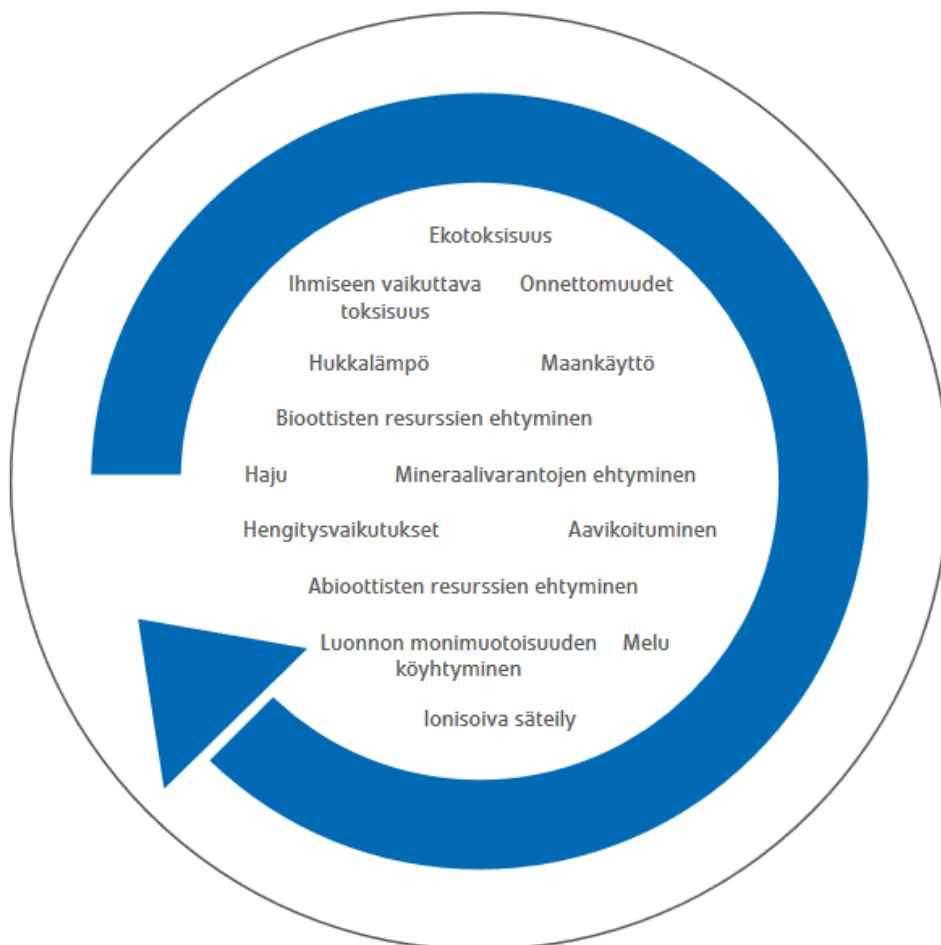 Ekotoksisuus
Ihmiseen vaikuttava
toksisuus
Onnettomuudet
Hukkalämpö
Maankäyttö
Bioottisten resurssien ehtyminen
Haju
Mineraalivarantojen ehtyminen
Hengitysvaikutukset
Aavikoituminen
Abioottisten resurssien ehtyminen
Luonnon monimuotoisuuden
köyhtyminen
Melu
Ionisoiva säteily